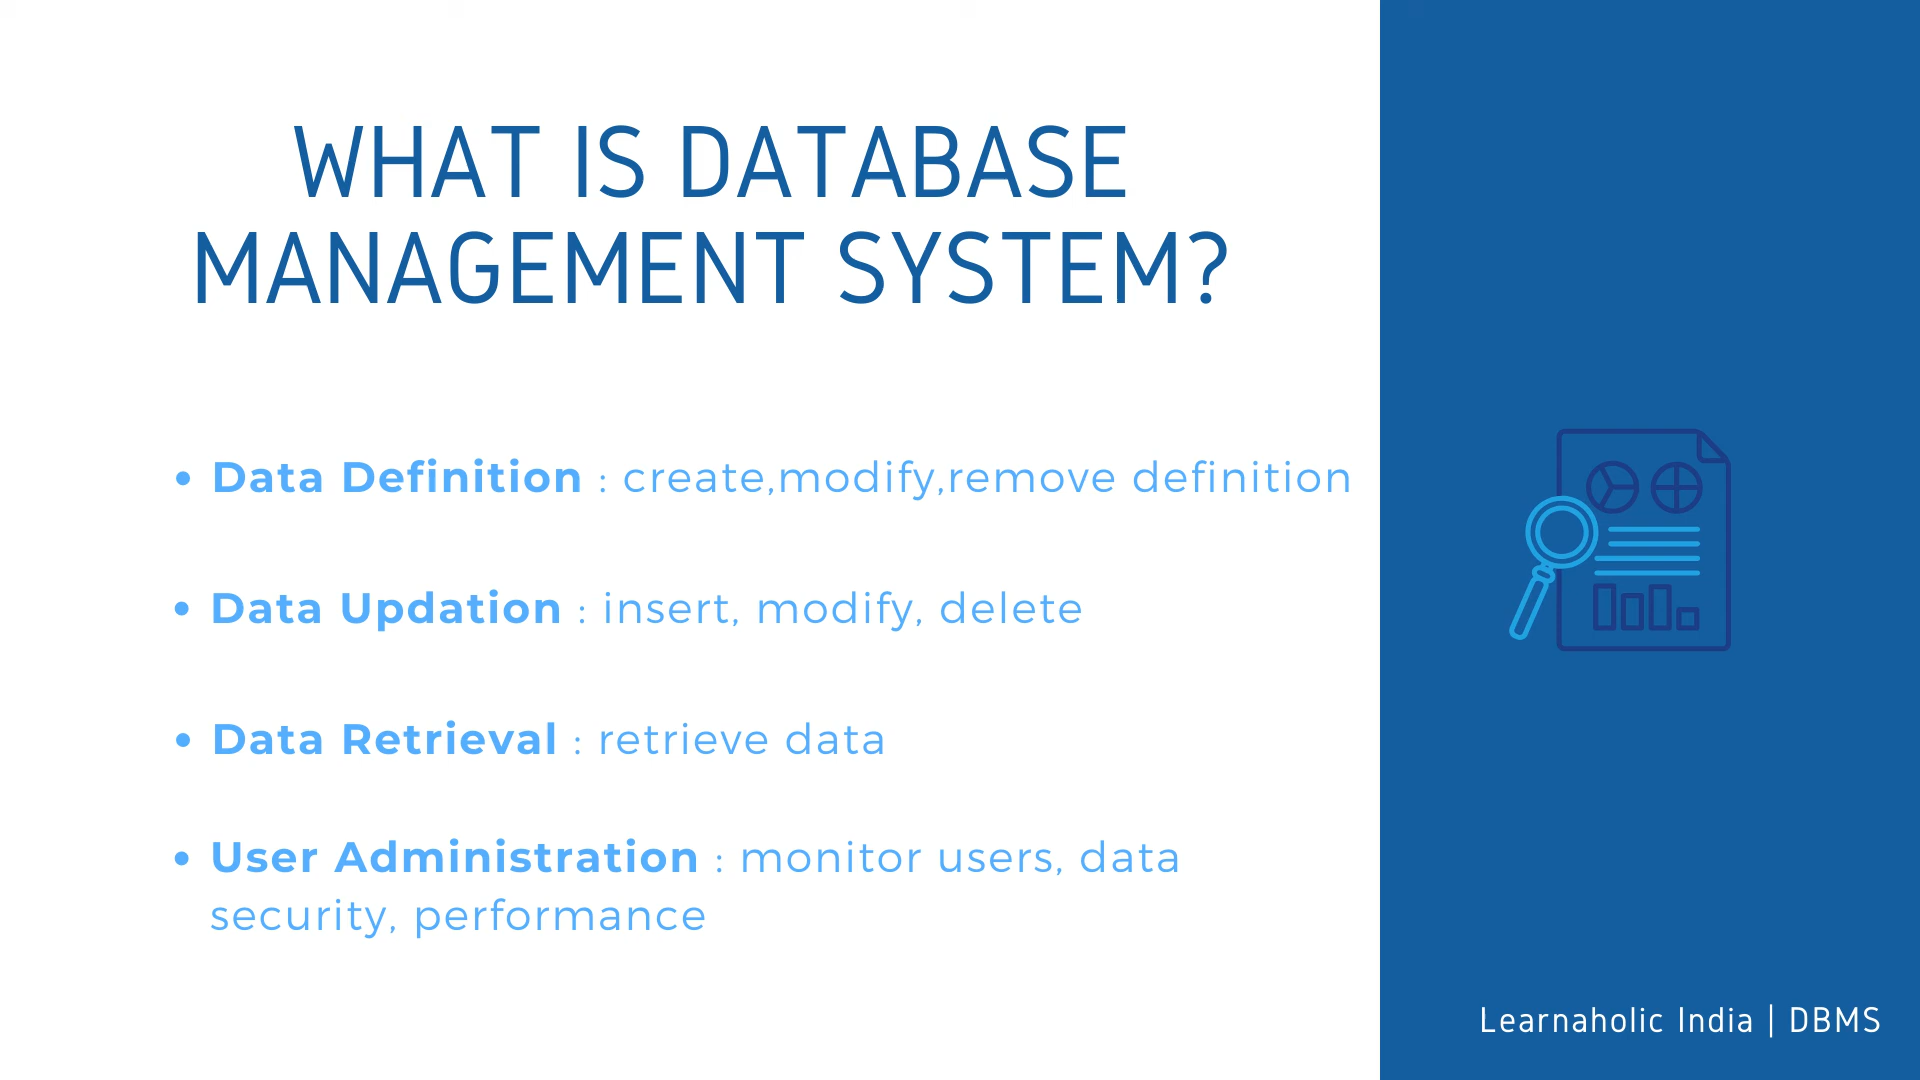 WHAT IS DATABASE
MANAGEMENT SYSTEM?
• Data Definition : create,modify,remove definition
• Data Updation : insert, modify, delete
• Data Retrieval : retrieve data
• User Administration : monitor users, data
security, performance
Learnaholic India | DBMS